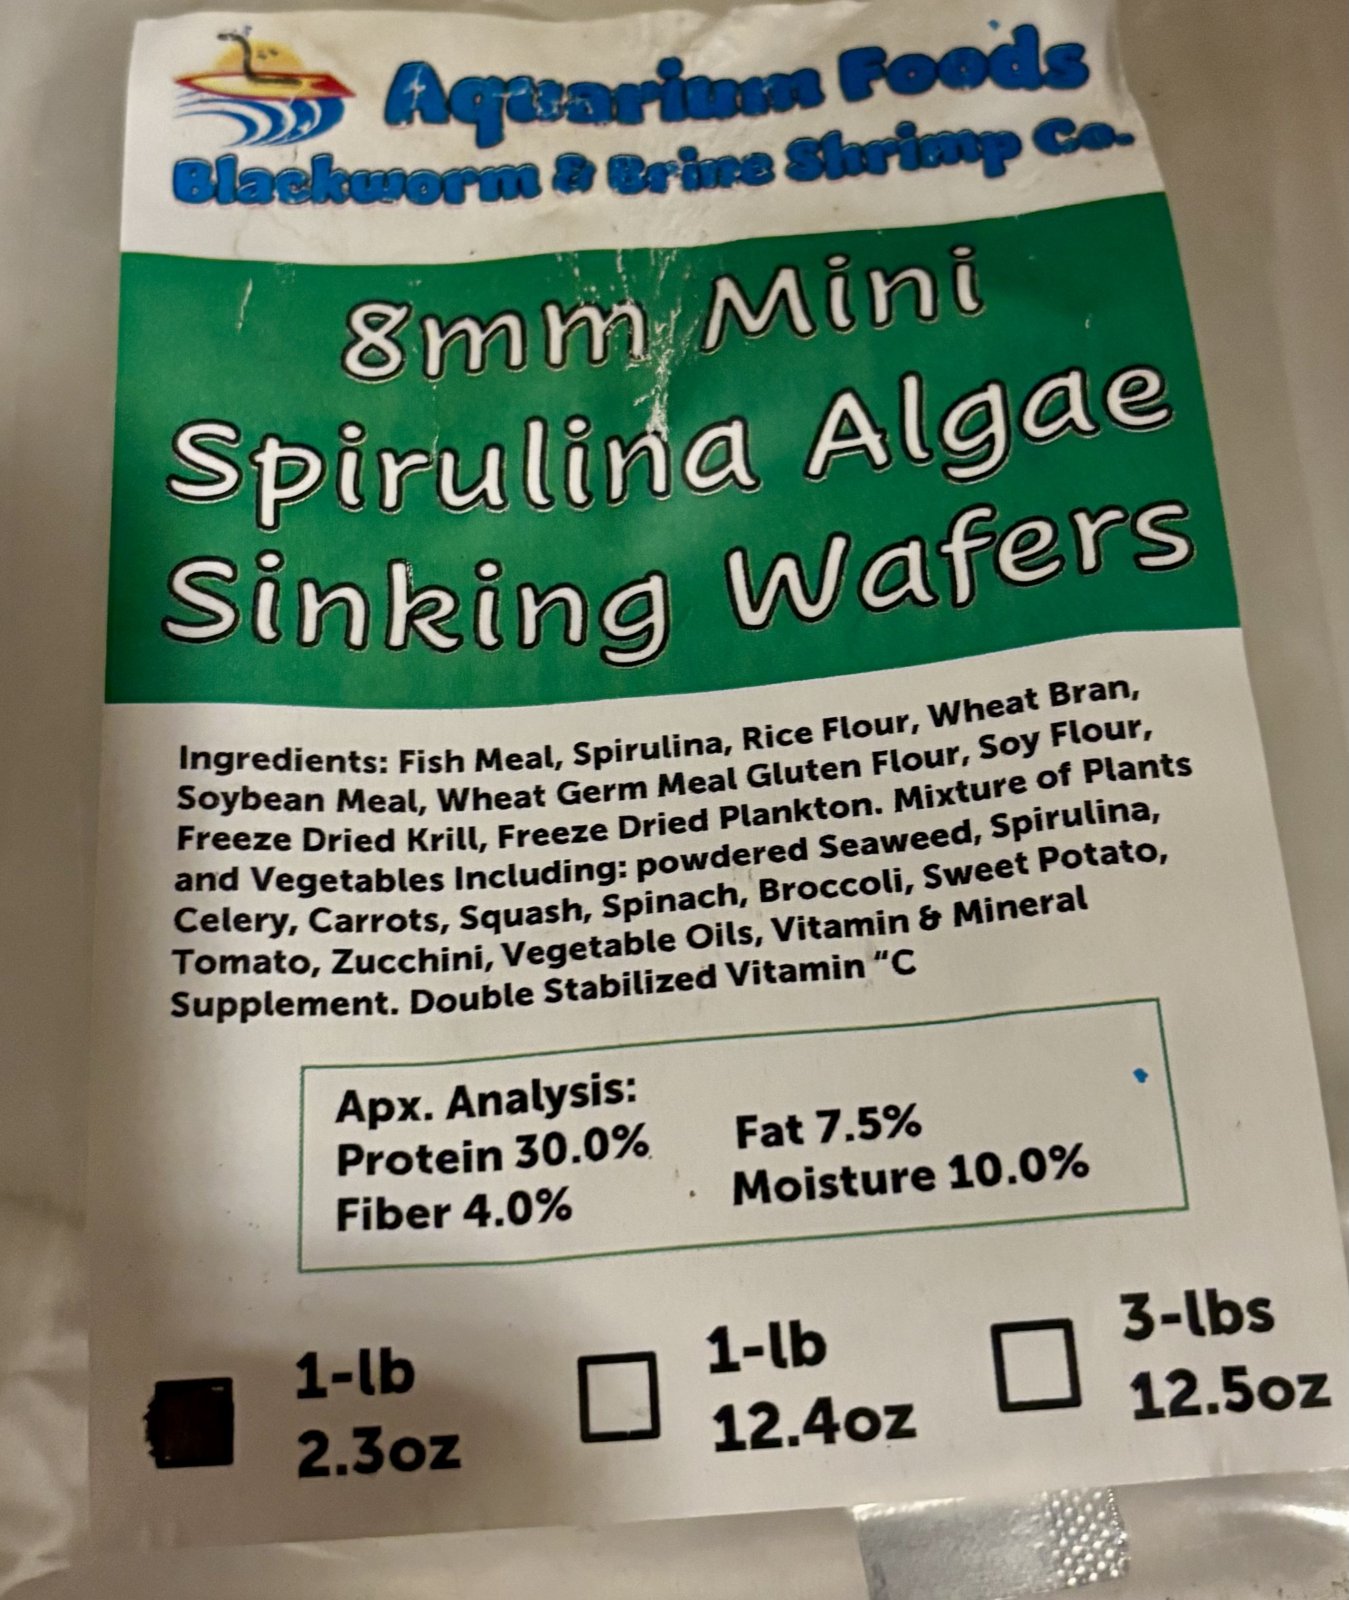 Aquarium Foods
Blackworm & Brine Shrimp Co.
8mm Mini
Spirulina Algae
Sinking Wafers
Ingredients: Fish Meal, Spirulina, Rice Flour, Wheat Bran,
Soybean Meal, Wheat Germ Meal Gluten Flour, Soy Flour,
Freeze Dried Krill, Freeze Dried Plankton. Mixture of Plants
and Vegetables Including: powdered Seaweed, Spirulina,
Celery, Carrots, Squash, Spinach, Broccoli, Sweet Potato,
Tomato, Zucchini, Vegetable Oils, Vitamin & Mineral
Supplement. Double Stabilized Vitamin “C
Apx. Analysis:
Protein 30.0% Fat 7.5%
Fiber 4.0% Moisture 10.0%
1-lb 1-lb 3-lbs
2.3oz 12.4oz 12.5oz